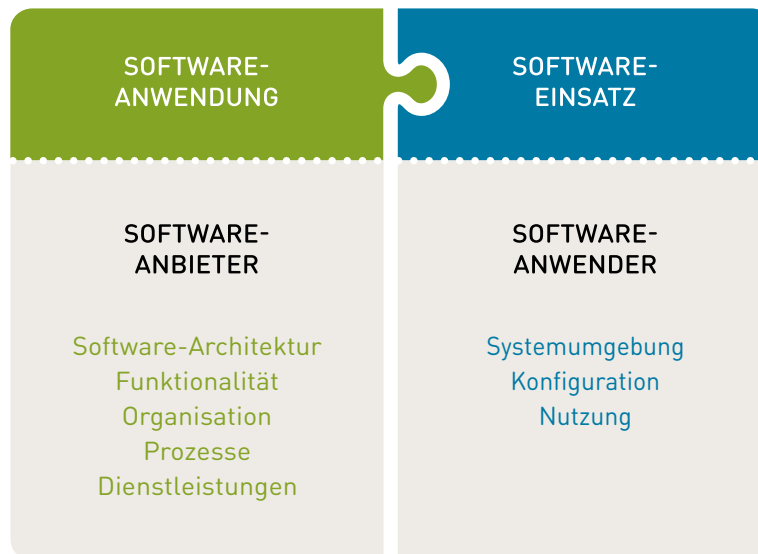 SOFTWARE-
ANWENDUNG
SOFTWARE-
EINSATZ
SOFTWARE-
ANBIETER
SOFTWARE-
ANWENDER
Software-Architektur
Funktionalität
Organisation
Prozesse
Dienstleistungen
Systemumgebung
Konfiguration
Nutzung